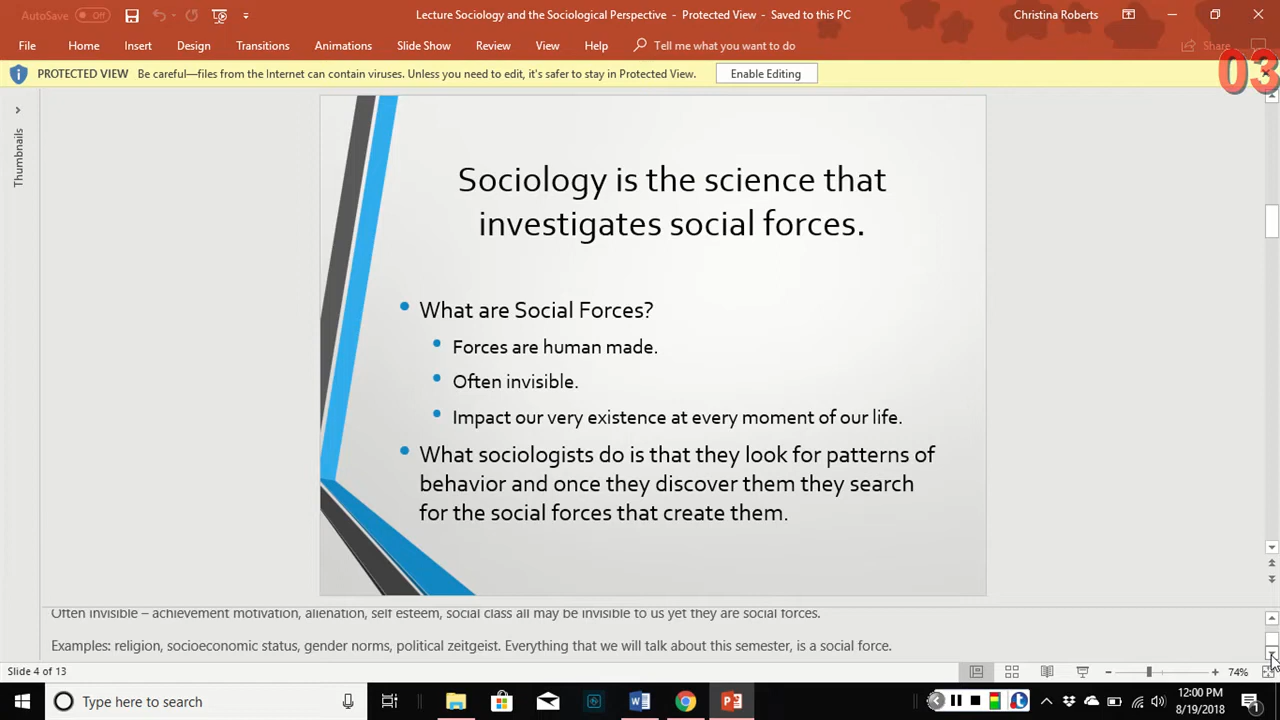 AutoSave Off Lecture Sociology and the Sociological Perspective - Protected View - Saved to this PC Christina Roberts
File Home Insert Design Transitions Animations Slide Show Review View Help Tell me what you want to do Share
PROTECTED VIEW Be careful—files from the Internet can contain viruses. Unless you need to edit, it's safer to stay in Protected View. Enable Editing
03
Thumbnails
Sociology is the science that
investigates social forces.
What are Social Forces?
Forces are human made.
Often invisible.
Impact our very existence at every moment of our life.
What sociologists do is that they look for patterns of
behavior and once they discover them they search
for the social forces that create them.
Often invisible – achievement motivation, alienation, self esteem, social class all may be invisible to us yet they are social forces.
Examples: religion, socioeconomic status, gender norms, political zeitgeist. Everything that we will talk about this semester, is a social force.
Slide 4 of 13 74%
Type here to search 12:00 PM
8/19/2018